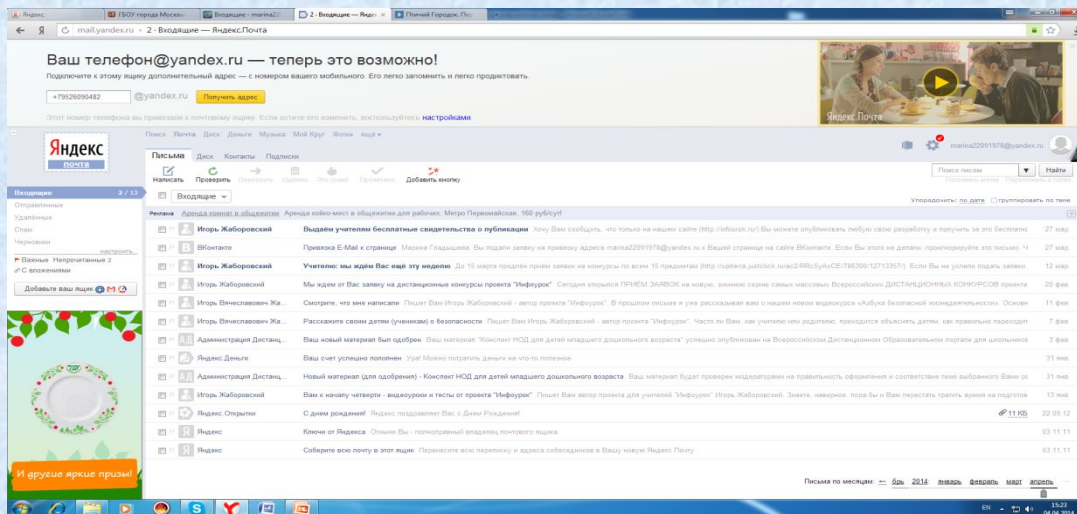 Яндекс
ГБОУ города Москвы
Входящие - marina22
2 - Входящие — Яндекс
Птичий Городок. По
mail.yandex.ru
2 - Входящие — Яндекс.Почта
Ваш телефон@yandex.ru — теперь это возможно!
Подключите к этому ящику дополнительный адрес — с номером вашего мобильного. Его легко запомнить и легко продиктовать.
+79526090482 @yandex.ru Получить адрес
Этот номер телефона вы привязали к почтовому ящику. Если хотите его изменить, воспользуйтесь настройками
Яндекс.Почта
Яндекс
почта
Поиск Почта Диск Деньги Музыка Мой Круг Фотки ещё
marina22091978@yandex.ru
Письма Диск Контакты Подписки
Написать Проверить Переслать Удалить Это спам! Прочитано Добавить кнопку
Поиск писем Найти
Входящие 2 / 13
Отправленные
Удалённые
Спам
Черновики
настроить...
Важные Непрочитанные 2
С вложениями
Добавьте ваш ящик
И другие яркие призы!
Входящие
Упорядочить: по дате группировать по теме
Реклама Аренда комнат в общежитии Аренда койко-мест в общежитии для рабочих. Метро Первомайская. 160 руб/сут!
Игорь Жаборовский Выдаём учителям бесплатные свидетельства о публикации Хочу Вам сообщить, что только на нашем сайте (http://infourok.ru/) Вы можете опубликовать любую свою разработку и получить за это бесплатно 27 мар
ВКонтакте Привязка E-Mail к странице Марина Гладышева, Вы подали заявку на привязку адреса marina22091978@yandex.ru к Вашей странице на сайте ВКонтакте. Если Вы этого не делали, проигнорируйте это письмо. 27 мар
Игорь Жаборовский Учителю: мы ждём Вас ещё эту неделю До 15 марта продлён приём заявок на конкурсы по всем 15 предметам Если Вы не успели подать заявки 12 мар
Игорь Жаборовский Мы ждем от Вас заявку на дистанционные конкурсы проекта "Инфоурок" Сегодня открылся ПРИЁМ ЗАЯВОК на новую, зимнюю серию самых массовых Всероссийских ДИСТАНЦИОННЫХ КОНКУРСОВ проекта 20 фев
Игорь Вячеславович Жа... Смотрите, что мне написали Пишет Вам Игорь Жаборовский - автор проекта "Инфоурок". В прошлом письме я уже рассказывал вам о нашем новом видеокурсе «Азбука безопасной жизнедеятельности». Основн 11 фев
Игорь Вячеславович Жа... Расскажите своим детям (ученикам) о безопасности Пишет Вам Игорь Жаборовский - автор проекта "Инфоурок". Часто ли Вам, как учителю или родителю, приходится объяснять детям, как правильно переходит 7 фев
Администрация Дистанц... Ваш новый материал был одобрен Ваш материал "Конспект НОД для детей младшего дошкольного возраста" успешно опубликован на Всероссийском Дистанционном Образовательном портале для школьников 3 фев
Яндекс.Деньги Ваш счет успешно пополнен Ура! Можно потратить деньги на что-то полезное 31 янв
Администрация Дистанц... Новый материал (для одобрения) - Конспект НОД для детей младшего дошкольного возраста Ваш материал будет проверен модераторами на правильность оформления и соответствие теме выбранного Вами 31 янв
Игорь Жаборовский Вам к началу четверти - видеоуроки и тесты от проекта "Инфоурок" Пишет Вам автор проекта для учителей "Инфоурок" Игорь Жаборовский. Знаете, наверное, пора бы и Вам перестать тратить время на подготов 13 янв
Яндекс.Открытки С днем рождения! Яндекс поздравляет Вас с Днем Рождения! 11 КБ 22.09.12
Яндекс Ключи от Яндекса Отныне Вы - полноправный владелец почтового ящика 03.11.11
Яндекс Соберите всю почту в этот ящик Перенесите всю переписку и адреса собеседников в Вашу новую Яндекс.Почту 03.11.11
Письма по месяцам: ← брь 2014 январь февраль март апрель
EN 15:23
04.04.2014